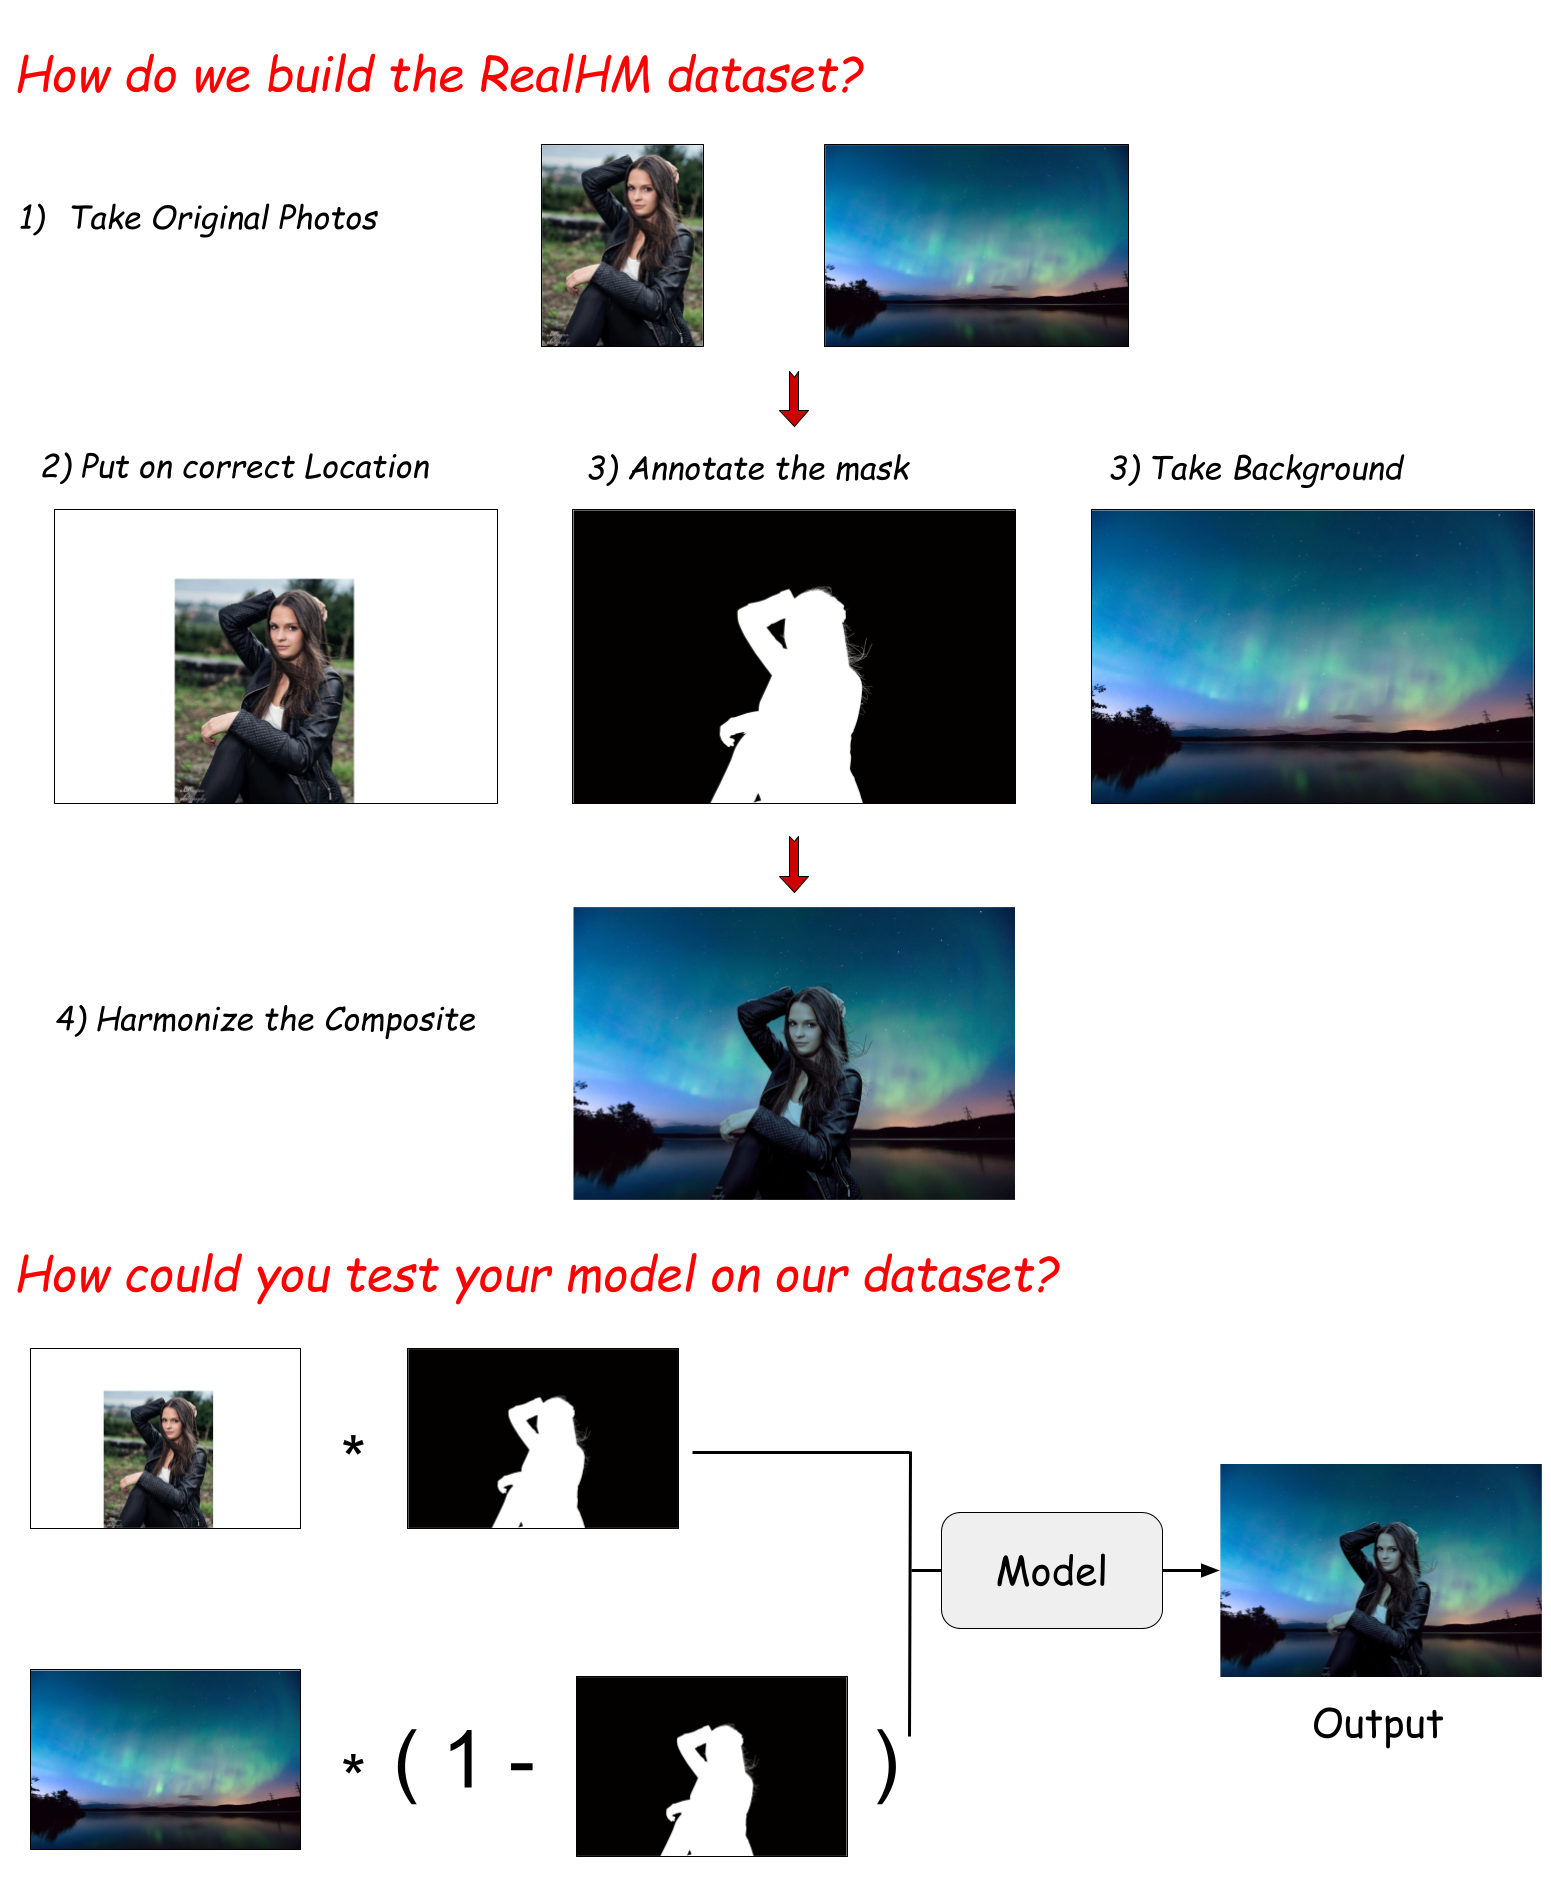 How do we build the RealHM dataset?
1) Take Original Photos
2) Put on correct Location
3) Annotate the mask
3) Take Background
4) Harmonize the Composite
How could you test your model on our dataset?
*
Model
Output
* ( 1 - )